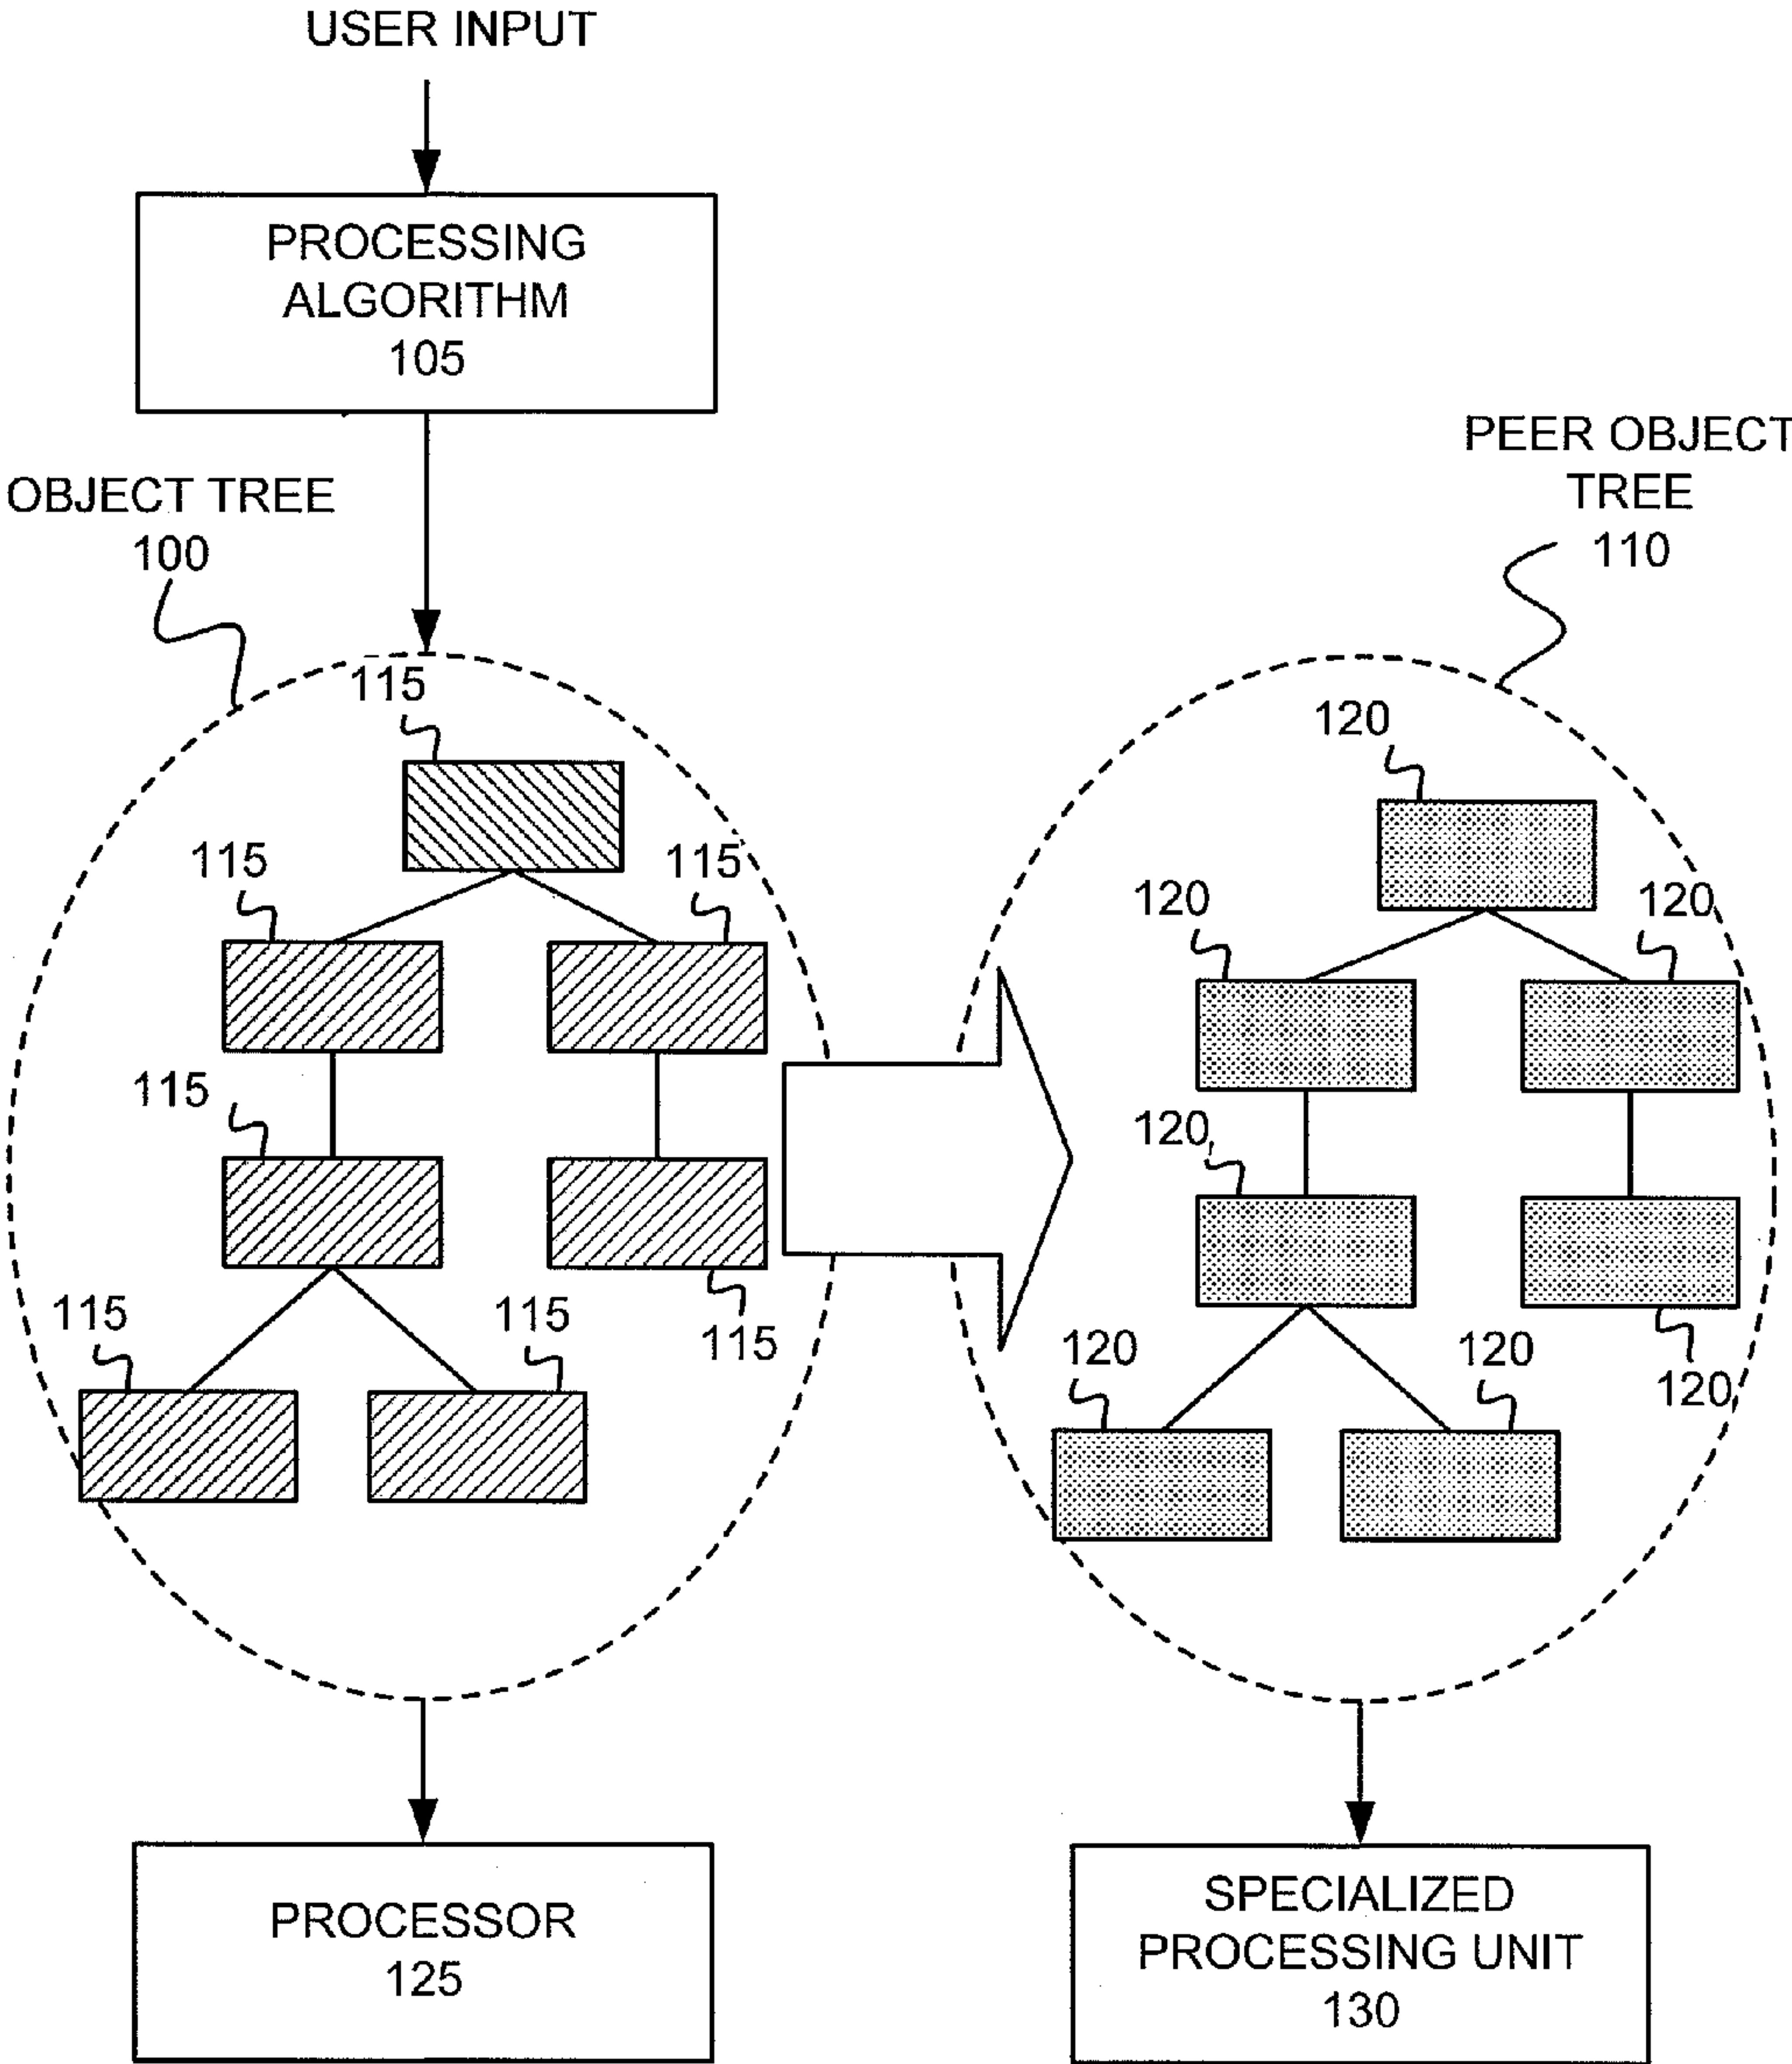 USER INPUT
PROCESSING
ALGORITHM
105
PEER OBJECT
TREE
110
OBJECT TREE
100
115
115
115
115
115
115
115
120
120
120
120
120
120
120
PROCESSOR
125
SPECIALIZED
PROCESSING UNIT
130